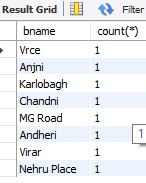 Result Grid Filter
bname count(*)
Vrce 1
Anjni 1
Karlobagh 1
Chandni 1
MG Road 1
Andheri 1
1
Virar 1
Nehru Place 1